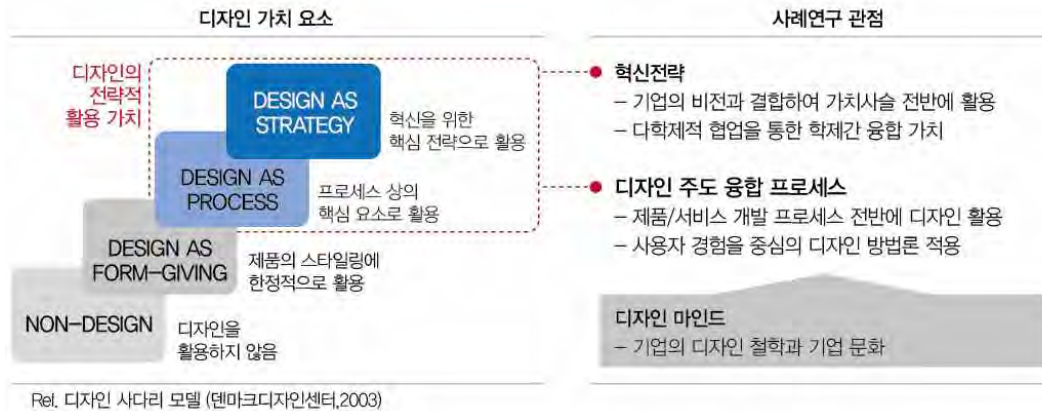 디자인 가치 요소
디자인의
전략적
활용 가치
DESIGN AS
STRATEGY
혁신을 위한
핵심 전략으로 활용
DESIGN AS
PROCESS
프로세스 상의
핵심 요소로 활용
DESIGN AS
FORM-GIVING
제품의 스타일링에
한정적으로 활용
NON-DESIGN
디자인을
활용하지 않음
Ref. 디자인 사다리 모델 (덴마크디자인센터,2003)
사례연구 관점
혁신전략
– 기업의 비전과 결합하여 가치사슬 전반에 활용
– 다학제적 협업을 통한 학제간 융합 가치
디자인 주도 융합 프로세스
– 제품/서비스 개발 프로세스 전반에 디자인 활용
– 사용자 경험을 중심의 디자인 방법론 적용
디자인 마인드
– 기업의 디자인 철학과 기업 문화